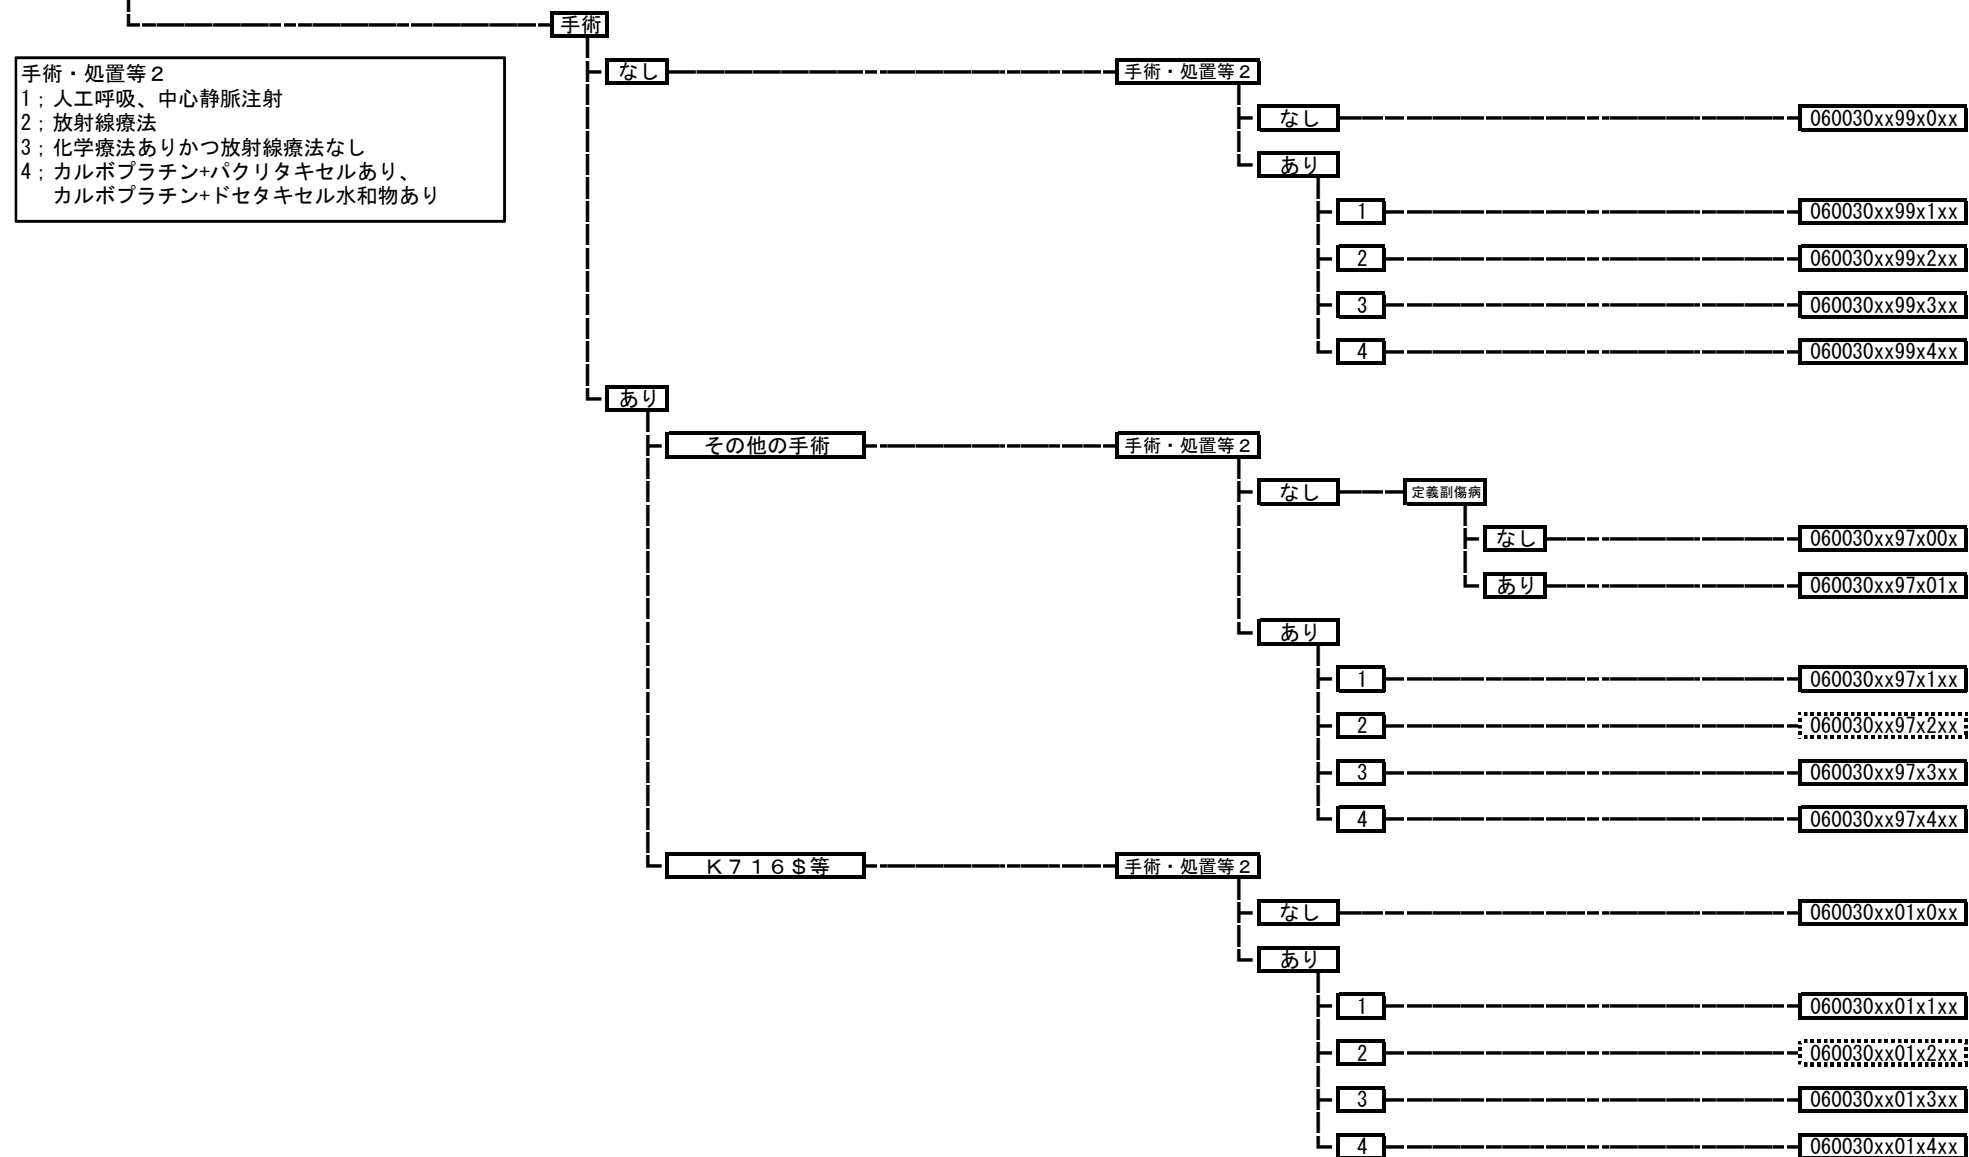 手術
手術・処置等２
1；人工呼吸、中心静脈注射
2；放射線療法
3；化学療法ありかつ放射線療法なし
4；カルボプラチン+パクリタキセルあり、
カルボプラチン+ドセタキセル水和物あり
なし 手術・処置等２
なし 060030xx99x0xx
あり
1 060030xx99x1xx
2 060030xx99x2xx
3 060030xx99x3xx
4 060030xx99x4xx
あり
その他の手術 手術・処置等２
なし 定義副傷病
なし 060030xx97x00x
あり 060030xx97x01x
あり
1 060030xx97x1xx
2 060030xx97x2xx
3 060030xx97x3xx
4 060030xx97x4xx
Ｋ７１６＄等 手術・処置等２
なし 060030xx01x0xx
あり
1 060030xx01x1xx
2 060030xx01x2xx
3 060030xx01x3xx
4 060030xx01x4xx